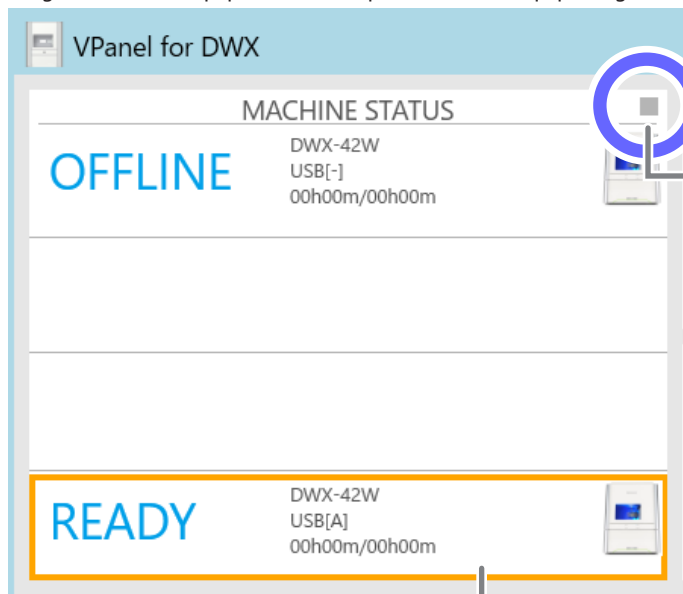 VPanel for DWX
MACHINE STATUS
OFFLINE
DWX-42W
USB[-]
00h00m/00h00m
READY
DWX-42W
USB[A]
00h00m/00h00m